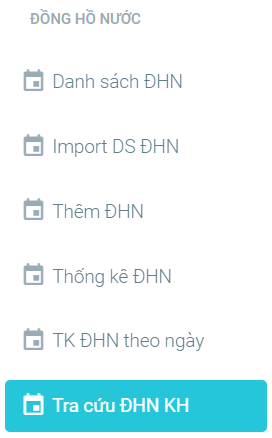 ĐỒNG HỒ NƯỚC
Danh sách ĐHN
Import DS ĐHN
Thêm ĐHN
Thống kê ĐHN
TK ĐHN theo ngày
Tra cứu ĐHN KH